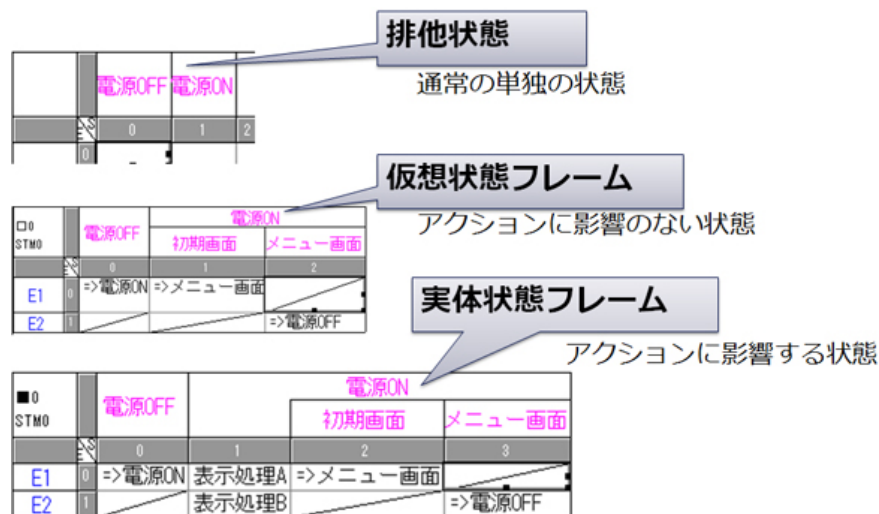 排他状態
通常の単独の状態
電源OFF 電源ON
E S 0 1 2
0
仮想状態フレーム
アクションに影響のない状態
□0
STM0
電源OFF
電源ON
初期画面 メニュー画面
E S 0 1 2
E1 0 =>電源ON =>メニュー画面
E2 1 =>電源OFF
実体状態フレーム
アクションに影響する状態
■0
STM0
電源OFF
電源ON
初期画面 メニュー画面
E S 0 1 2 3
E1 0 =>電源ON 表示処理A =>メニュー画面
E2 1 表示処理B =>電源OFF